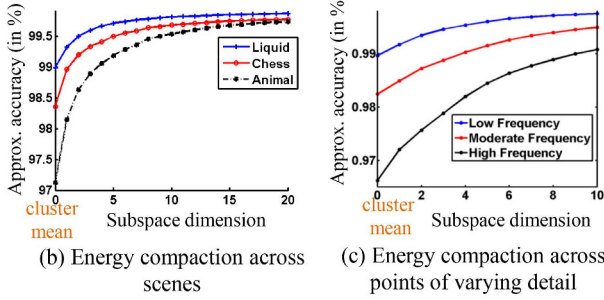 Approx. accuracy (in %)
99.5
99
98.5
98
97.5
97
Liquid
Chess
Animal
0 5 10 15 20
cluster
mean
Subspace dimension
(b) Energy compaction across
scenes
Approx. accuracy (in %)
0.99
0.98
0.97
Low Frequency
Moderate Frequency
High Frequency
0 2 4 6 8 10
cluster
mean
Subspace dimension
(c) Energy compaction across
points of varying detail